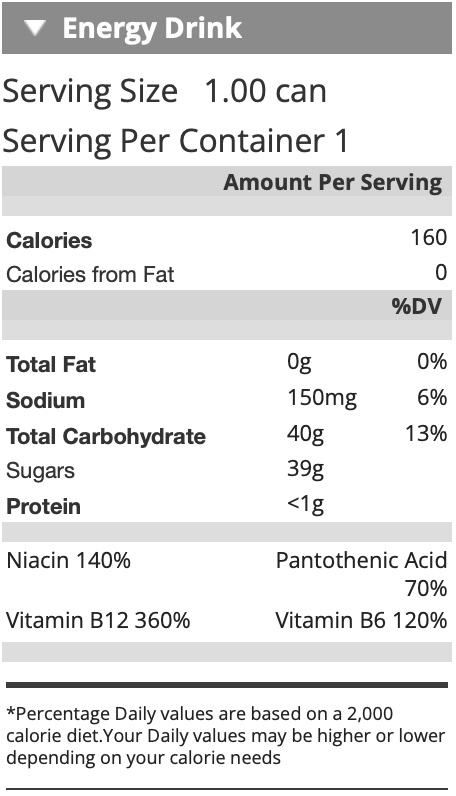 Energy Drink
Serving Size 1.00 can
Serving Per Container 1
Amount Per Serving
Calories 160
Calories from Fat 0
%DV
Total Fat 0g 0%
Sodium 150mg 6%
Total Carbohydrate 40g 13%
Sugars 39g
Protein <1g
Niacin 140% Pantothenic Acid
70%
Vitamin B12 360% Vitamin B6 120%
*Percentage Daily values are based on a 2,000
calorie diet.Your Daily values may be higher or lower
depending on your calorie needs